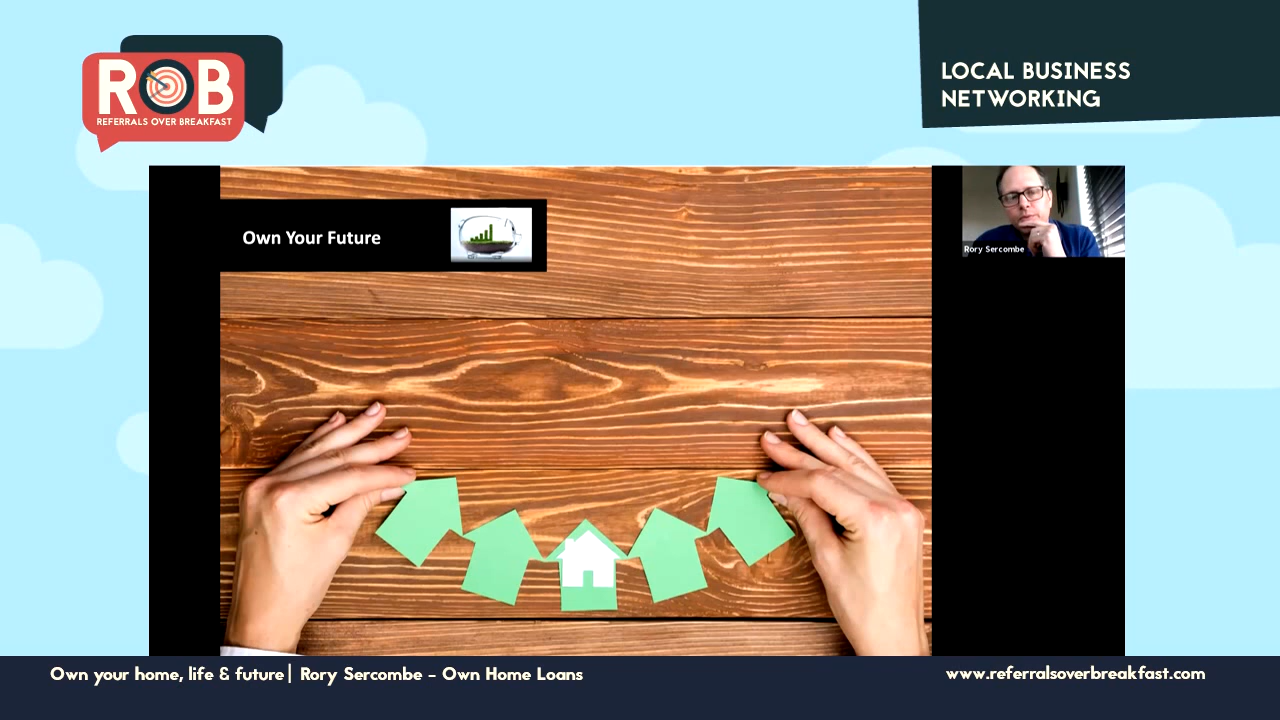 ROB
REFERRALS OVER BREAKFAST
LOCAL BUSINESS
NETWORKING
Own Your Future
Rory Sercombe
Own your home, life & future| Rory Sercombe - Own Home Loans
www.referralsoverbreakfast.com